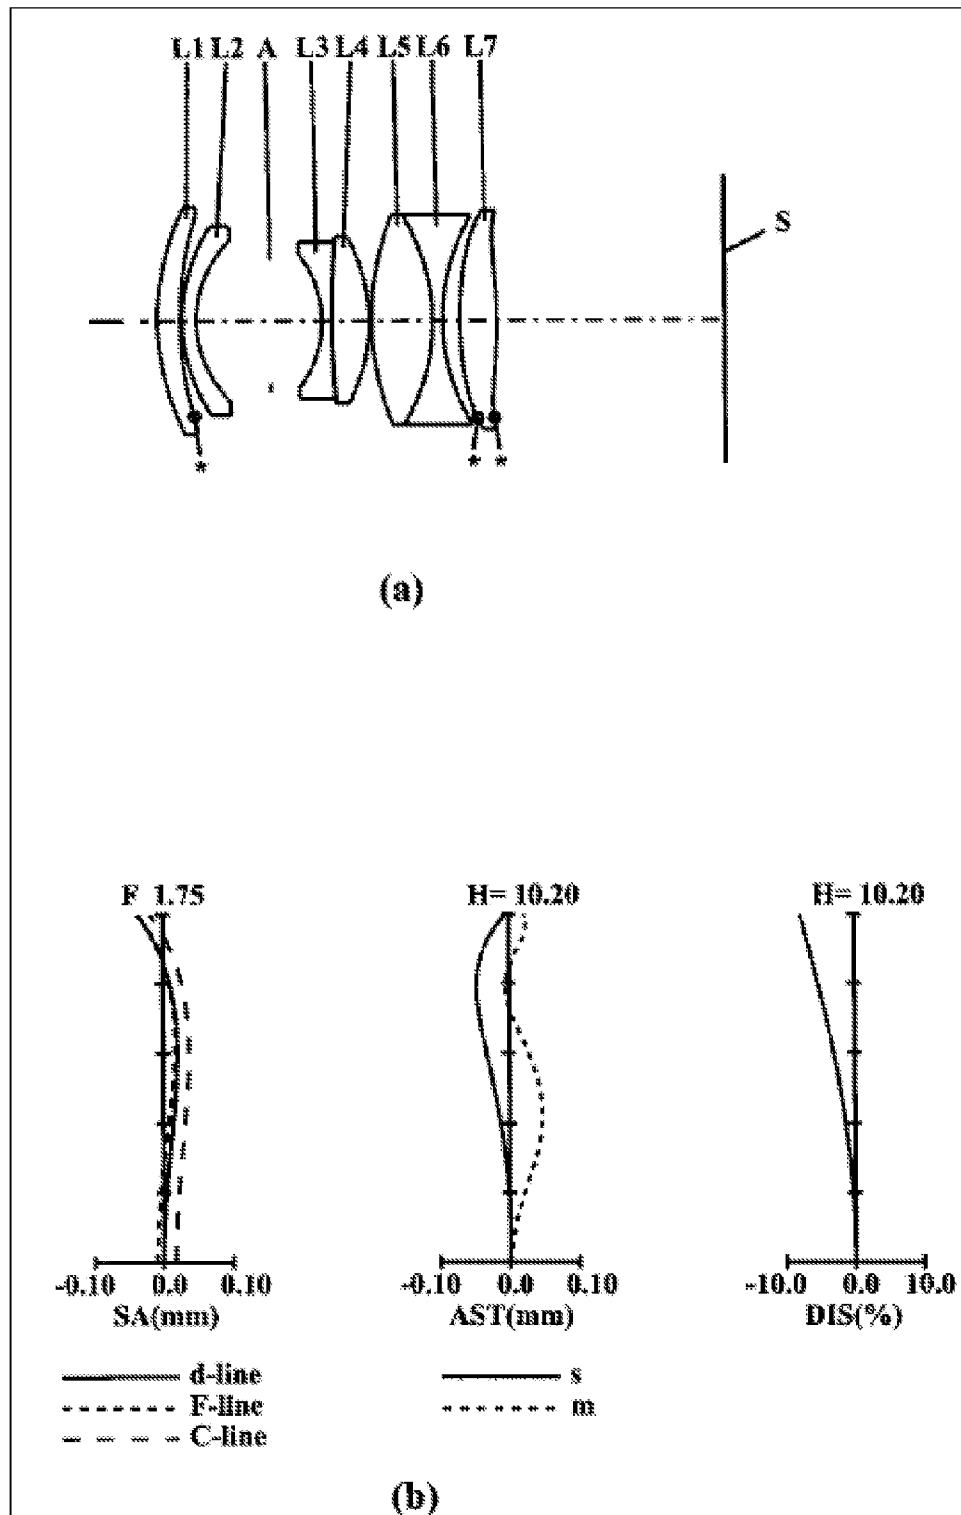 L1 L2 A L3 L4 L5 L6 L7
S
* * *
(a)
F 1.75 H= 10.20 H= 10.20
-0.10 0.0 0.10 -0.10 0.0 0.10 -10.0 0.0 10.0
SA(mm) AST(mm) DIS(%)
d-line s
F-line m
C-line
(b)